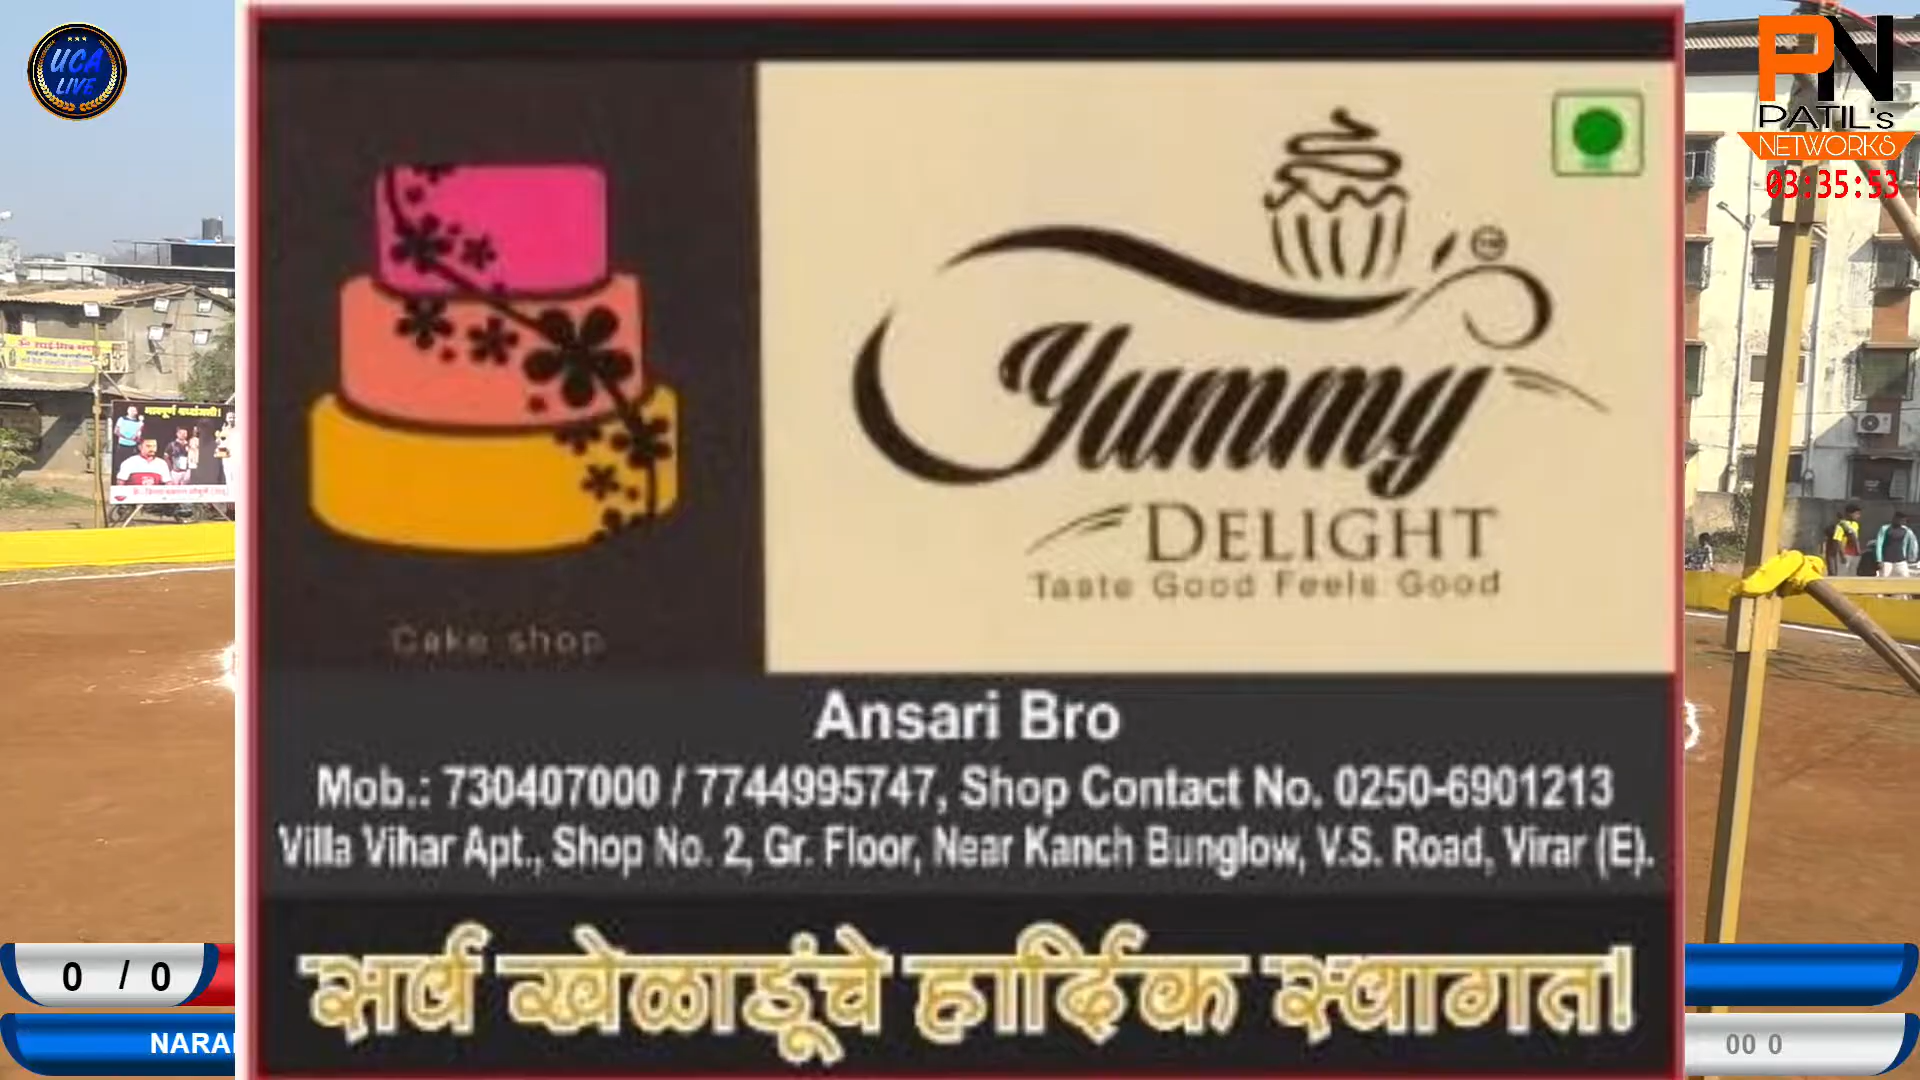 UCA
LIVE
PN
PATIL's
NETWORKS
03:35:53
TM
Yummy
DELIGHT
Taste Good Feels Good
Cake shop
Ansari Bro
Mob.: 730407000 / 7744995747, Shop Contact No. 0250-6901213
Villa Vihar Apt., Shop No. 2, Gr. Floor, Near Kanch Bunglow, V.S. Road, Virar (E).
सर्व खेळाडूंचे हार्दिक स्वागत!
0 / 0
NARA
00 0